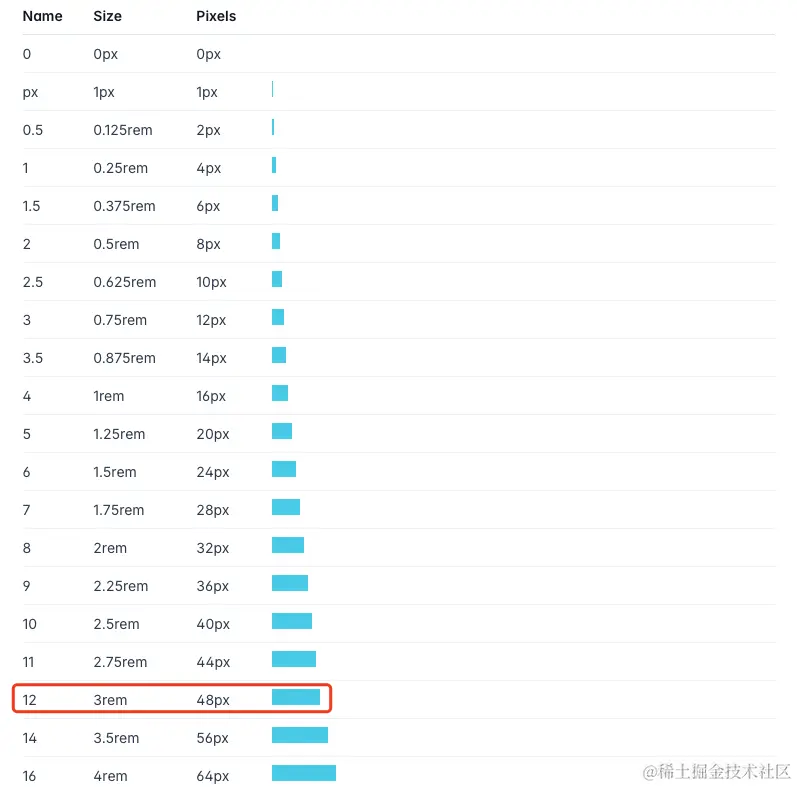 Name Size Pixels
0 0px 0px
px 1px 1px
0.5 0.125rem 2px
1 0.25rem 4px
1.5 0.375rem 6px
2 0.5rem 8px
2.5 0.625rem 10px
3 0.75rem 12px
3.5 0.875rem 14px
4 1rem 16px
5 1.25rem 20px
6 1.5rem 24px
7 1.75rem 28px
8 2rem 32px
9 2.25rem 36px
10 2.5rem 40px
11 2.75rem 44px
12 3rem 48px
14 3.5rem 56px
16 4rem 64px
@稀土掘金技术社区